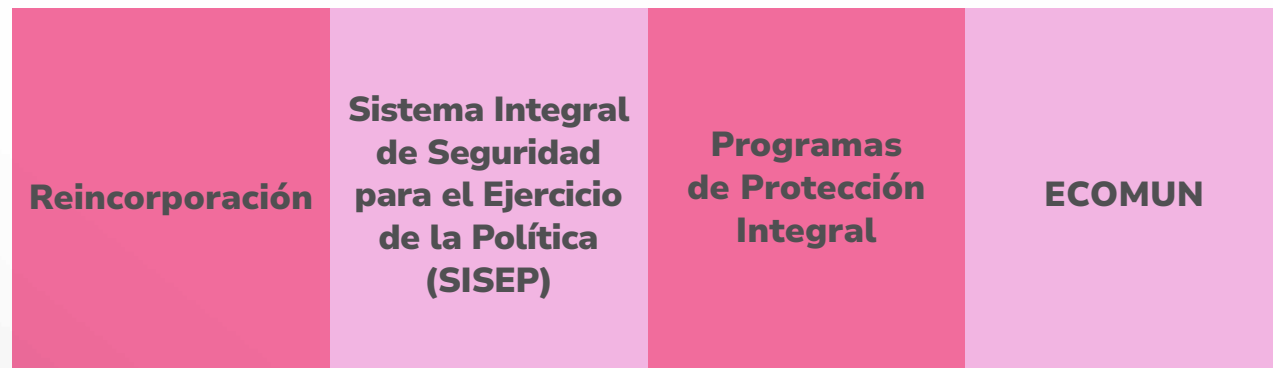 Reincorporación
Sistema Integral
de Seguridad
para el Ejercicio
de la Política
(SISEP)
Programas
de Protección
Integral
ECOMUN